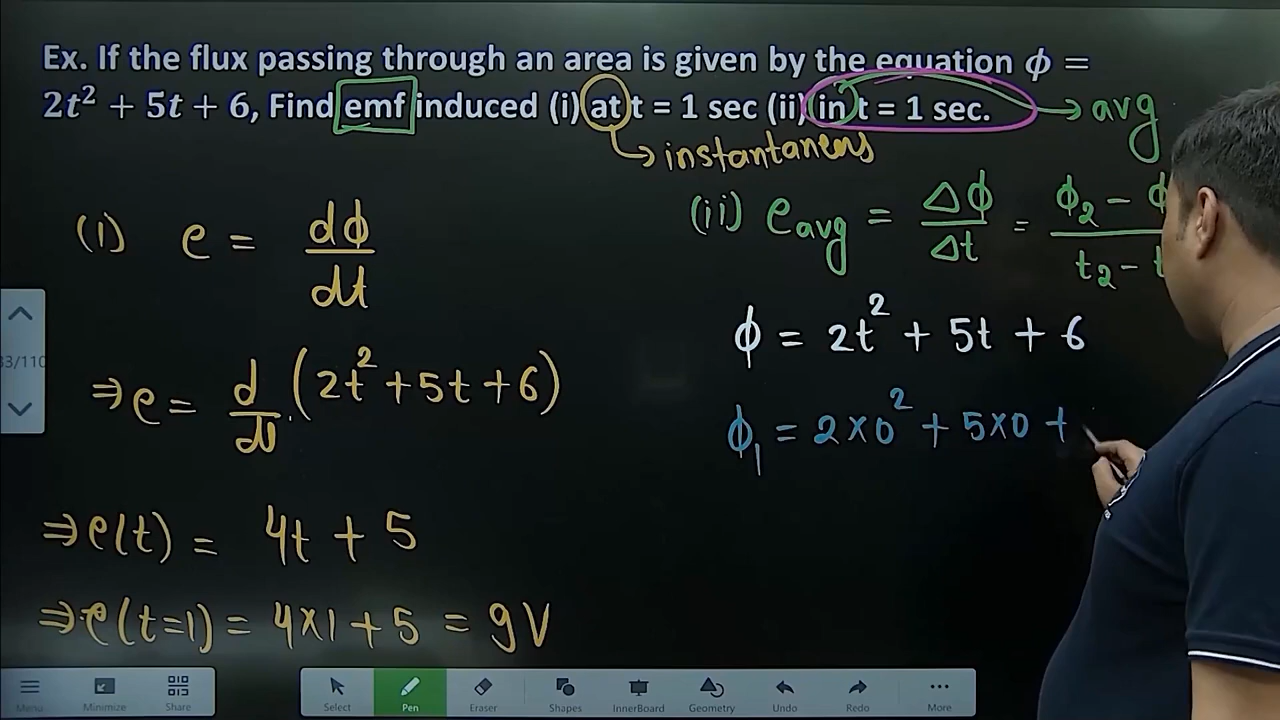 Ex. If the flux passing through an area is given by the equation ϕ =
2t² + 5t + 6, Find emf induced (i) at t = 1 sec (ii) in t = 1 sec.
→ avg
↳ instantanens
(i) e = dϕ/dt
⇒ e = d/dt (2t² + 5t + 6)
⇒ e(t) = 4t + 5
⇒ e(t=1) = 4×1 + 5 = 9V
(ii) e avg = Δϕ/Δt = ϕ₂ - ϕ / t₂ - t
ϕ = 2t² + 5t + 6
ϕ₁ = 2×0² + 5×0 +
33/110
Menu
Minimize
Share
Select
Pen
Eraser
Shapes
InnerBoard
Geometry
Undo
Redo
More